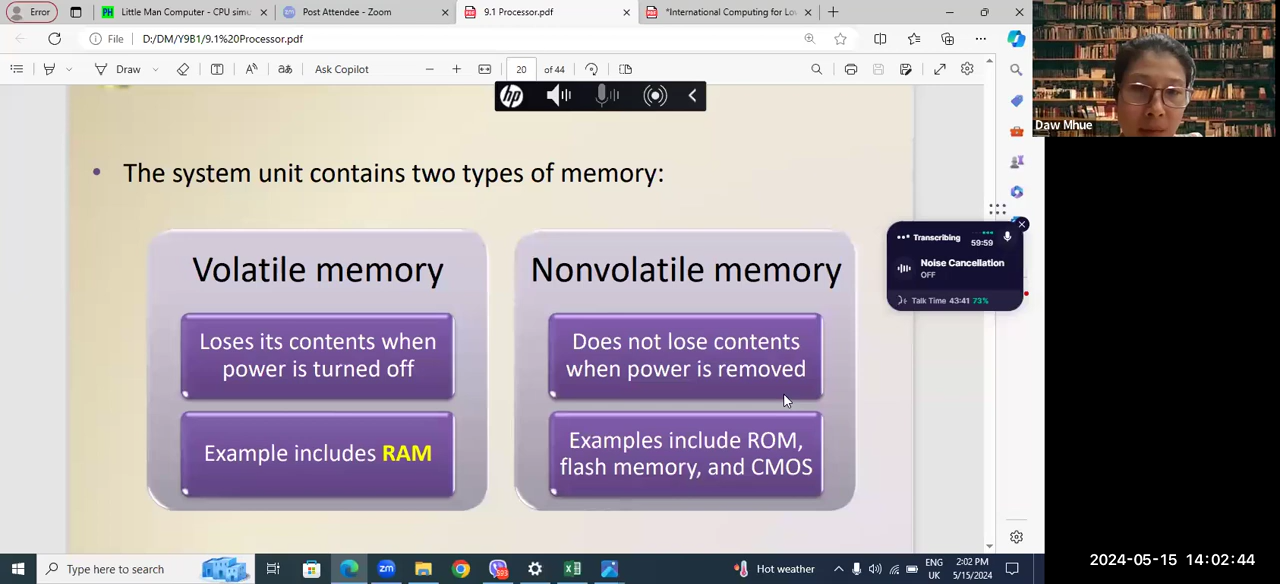 Error
Little Man Computer - CPU simu
Post Attendee - Zoom
9.1 Processor.pdf
*International Computing for Lov
File
D:/DM/Y9B1/9.1%20Processor.pdf
Draw
Ask Copilot
20 of 44
hp
• The system unit contains two types of memory:
Volatile memory
Loses its contents when
power is turned off
Example includes RAM
Nonvolatile memory
Does not lose contents
when power is removed
Examples include ROM,
flash memory, and CMOS
Transcribing
59:59
Noise Cancellation
OFF
Talk Time 43:41 73%
Daw Mhue
Type here to search
zm
Hot weather
ENG
UK
2:02 PM
5/15/2024
2024-05-15 14:02:44